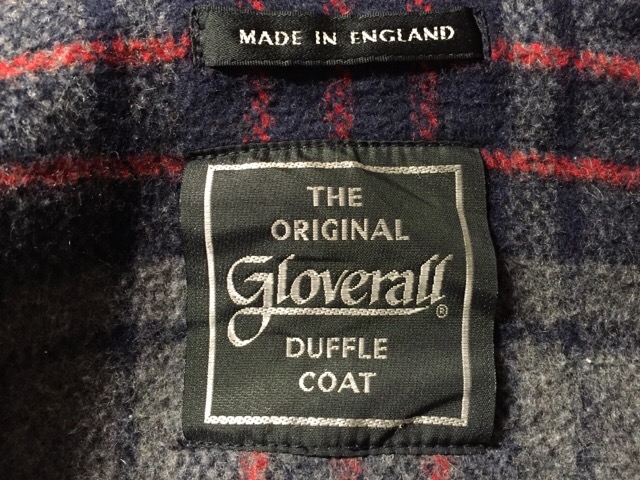 MADE IN ENGLAND
THE
ORIGINAL
Gloverall®
DUFFLE
COAT